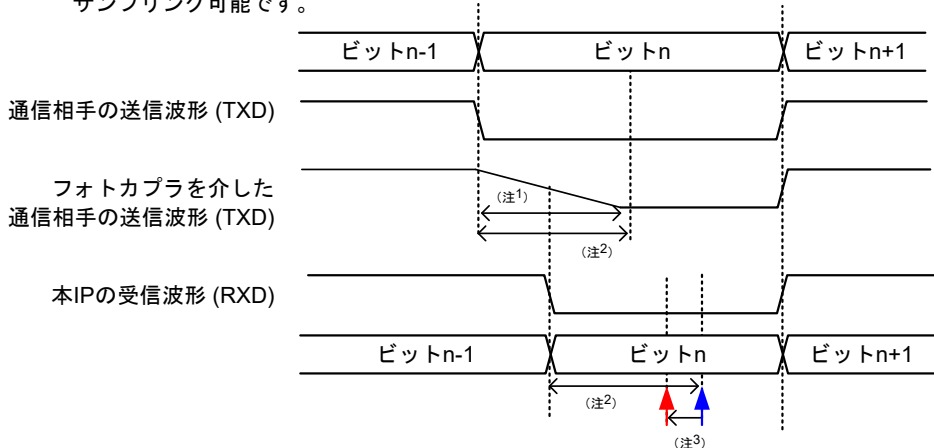 サンプリング可能です。
ビットn-1 ビットn ビットn+1
通信相手の送信波形 (TXD)
フォトカプラを介した
通信相手の送信波形 (TXD)
（注1）
（注2）
本IPの受信波形 (RXD)
ビットn-1 ビットn ビットn+1
（注2）
（注3）